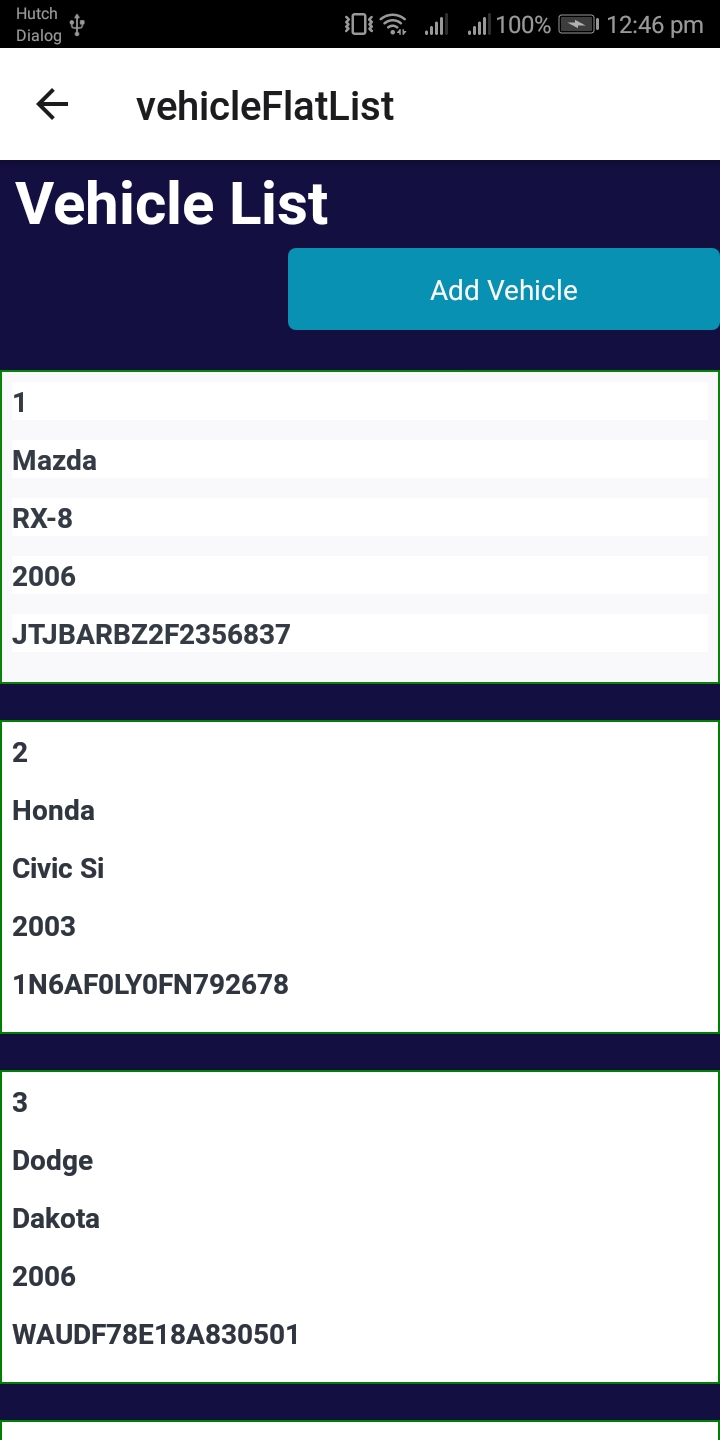 Hutch
Dialog
100% 12:46 pm
vehicleFlatList
Vehicle List
Add Vehicle
1
Mazda
RX-8
2006
JTJBARBZ2F2356837
2
Honda
Civic Si
2003
1N6AF0LY0FN792678
3
Dodge
Dakota
2006
WAUDF78E18A830501